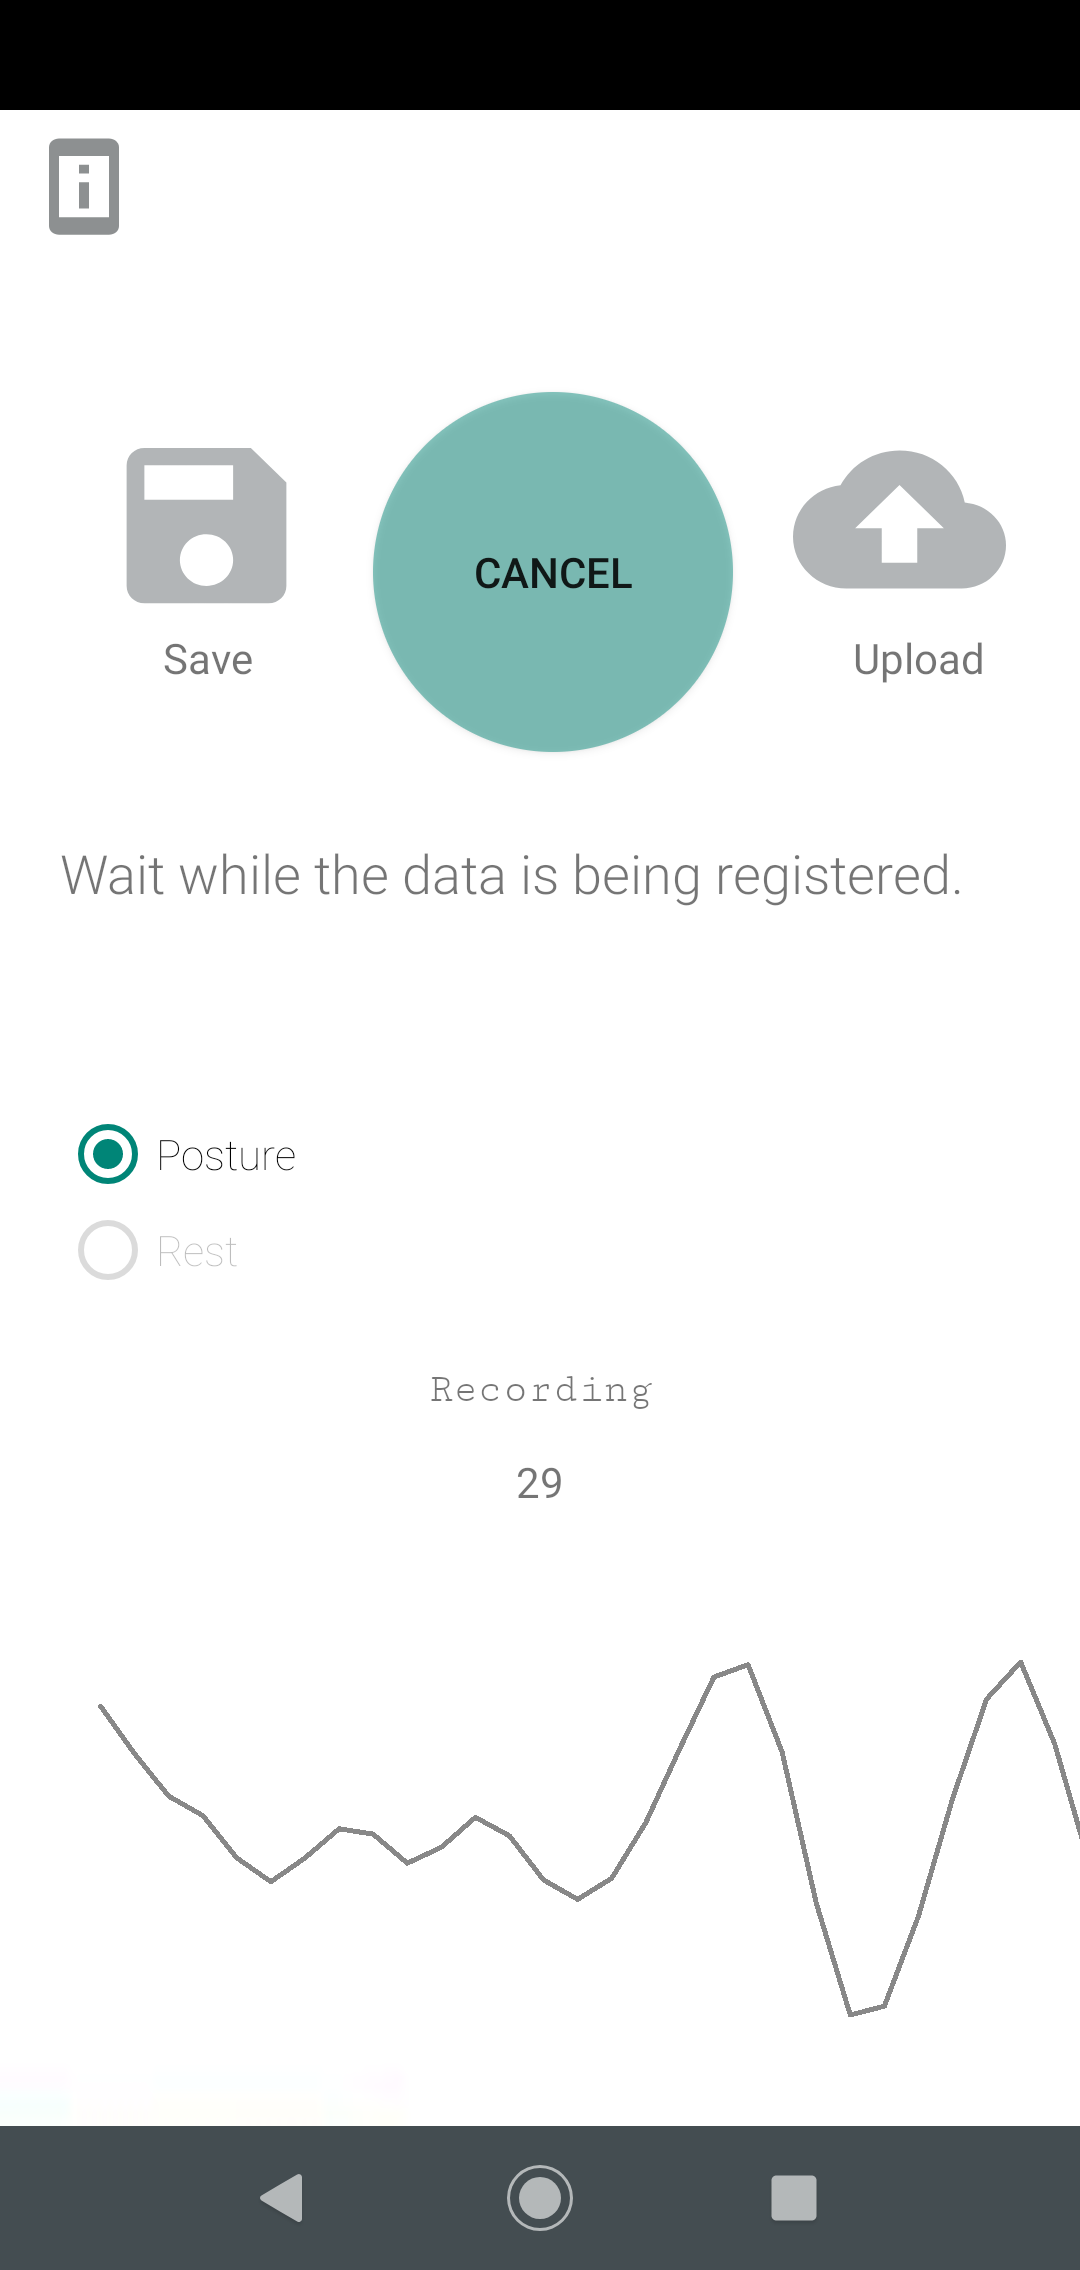 CANCEL
Save
Upload
Wait while the data is being registered.
Posture
Rest
Recording
29